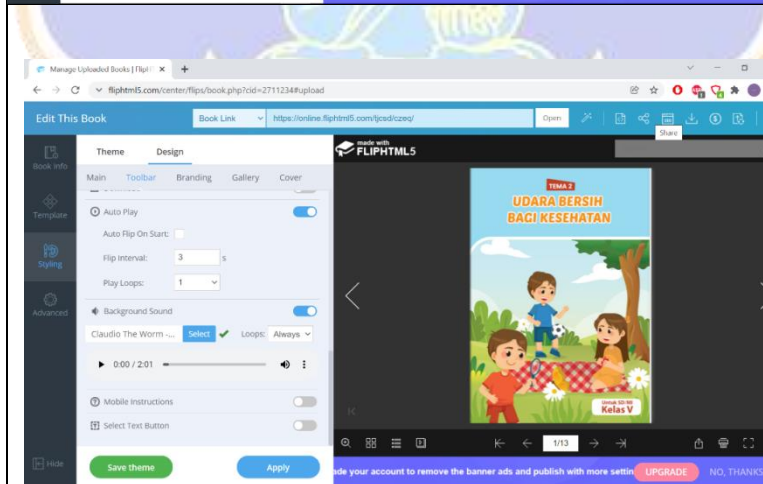 Manage Uploaded Books | Flip
fliphtml5.com/center/flips/book.php?cid=2711234#upload
Edit This Book
Book Link
https://online.fliphtml5.com/tjcsd/czeq/
Open
Share
Book Info
Template
Styling
Advanced
Hide
Theme Design
Main Toolbar Branding Gallery Cover
Auto Play
Auto Flip On Start:
Flip Interval: 3 s
Play Loops: 1
Background Sound
Claudio The Worm -... Select Loops: Always
0:00 / 2:01
Mobile Instructions
Select Text Button
Save theme Apply
made with
FLIPHTML5
TEMA 2
UDARA BERSIH
BAGI KESEHATAN
Untuk SD/MI
Kelas V
1/13
ade your account to remove the banner ads and publish with more settin UPGRADE NO, THANKS